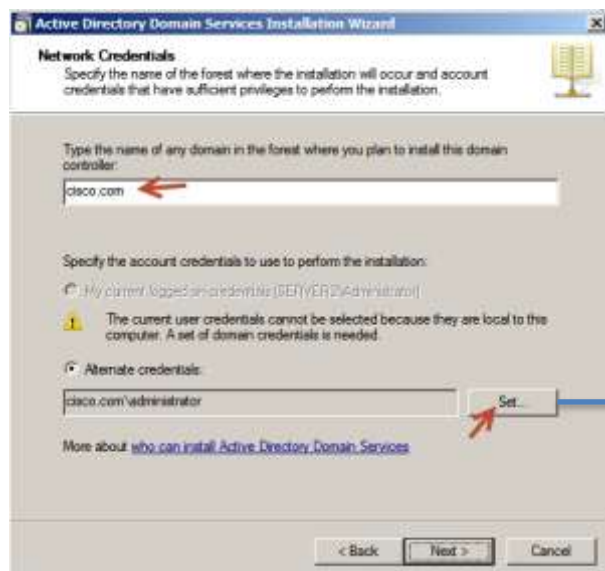 Active Directory Domain Services Installation Wizard
Network Credentials
Specify the name of the forest where the installation will occur and account
credentials that have sufficient privileges to perform the installation.
Type the name of any domain in the forest where you plan to install this domain
controller:
cisco.com
Specify the account credentials to use to perform the installation:
My current logged on credentials (SERVER2\Administrator)
The current user credentials cannot be selected because they are local to this
computer. A set of domain credentials is needed.
Alternate credentials:
cisco.com\administrator
Set...
More about who can install Active Directory Domain Services
< Back
Next >
Cancel